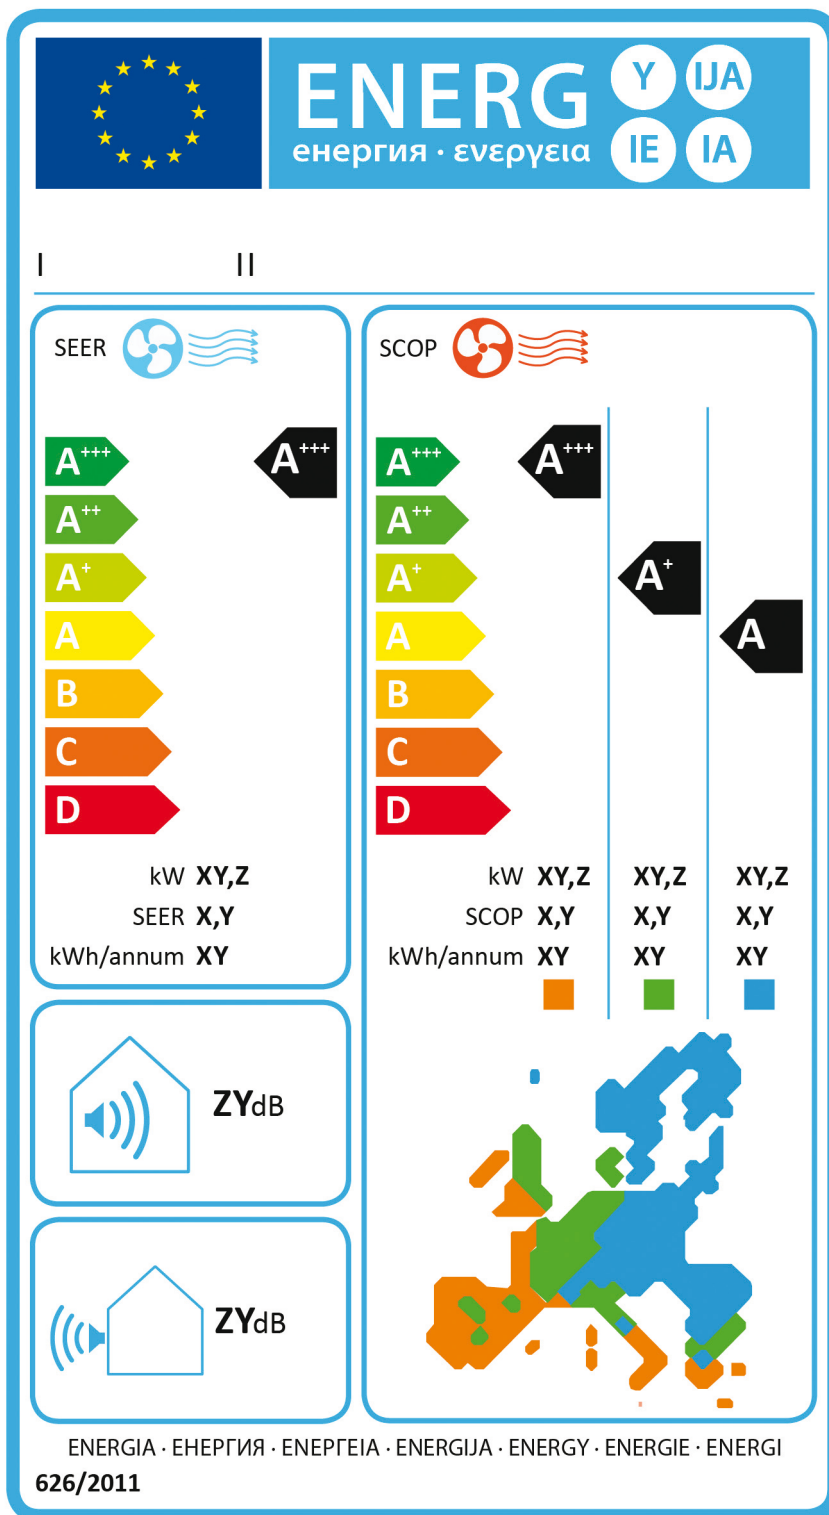 ENERG Y IJA
енергия · ενεργεια IE IA
I II
SEER
A+++ A+++
A++
A+
A
B
C
D
kW XY,Z
SEER X,Y
kWh/annum XY
SCOP
A+++ A+++
A++
A+ A+
A A
B
C
D
kW XY,Z XY,Z XY,Z
SCOP X,Y X,Y X,Y
kWh/annum XY XY XY
ZYdB
ZYdB
ENERGIA · ЕНЕРГИЯ · ΕΝΕΡΓΕΙΑ · ENERGIJA · ENERGY · ENERGIE · ENERGI
626/2011